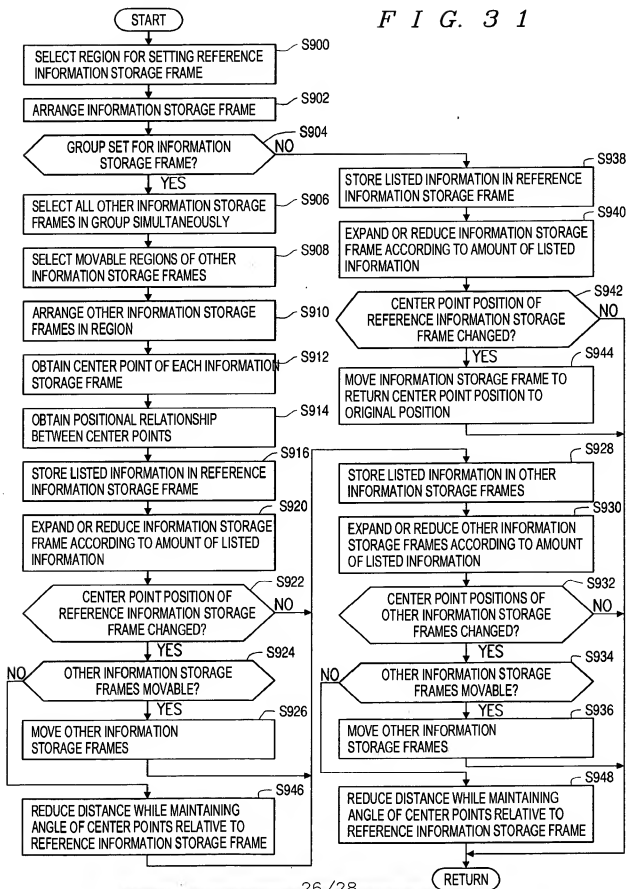 F I G. 3 1
START
S900
SELECT REGION FOR SETTING REFERENCE
INFORMATION STORAGE FRAME
S902
ARRANGE INFORMATION STORAGE FRAME
S904
GROUP SET FOR INFORMATION
STORAGE FRAME?
NO
YES
S906
SELECT ALL OTHER INFORMATION STORAGE
FRAMES IN GROUP SIMULTANEOUSLY
S908
SELECT MOVABLE REGIONS OF OTHER
INFORMATION STORAGE FRAMES
S910
ARRANGE OTHER INFORMATION STORAGE
FRAMES IN REGION
S912
OBTAIN CENTER POINT OF EACH INFORMATION
STORAGE FRAME
S914
OBTAIN POSITIONAL RELATIONSHIP
BETWEEN CENTER POINTS
S916
STORE LISTED INFORMATION IN REFERENCE
INFORMATION STORAGE FRAME
S920
EXPAND OR REDUCE INFORMATION STORAGE
FRAME ACCORDING TO AMOUNT OF LISTED
INFORMATION
S922
CENTER POINT POSITION OF
REFERENCE INFORMATION STORAGE
FRAME CHANGED?
NO
YES
S924
NO
OTHER INFORMATION STORAGE
FRAMES MOVABLE?
YES
S926
MOVE OTHER INFORMATION
STORAGE FRAMES
S946
REDUCE DISTANCE WHILE MAINTAINING
ANGLE OF CENTER POINTS RELATIVE TO
REFERENCE INFORMATION STORAGE FRAME
S938
STORE LISTED INFORMATION IN REFERENCE
INFORMATION STORAGE FRAME
S940
EXPAND OR REDUCE INFORMATION STORAGE
FRAME ACCORDING TO AMOUNT OF LISTED
INFORMATION
S942
CENTER POINT POSITION OF
REFERENCE INFORMATION STORAGE
FRAME CHANGED?
NO
YES
S944
MOVE INFORMATION STORAGE FRAME TO
RETURN CENTER POINT POSITION TO
ORIGINAL POSITION
S928
STORE LISTED INFORMATION IN OTHER
INFORMATION STORAGE FRAMES
S930
EXPAND OR REDUCE OTHER INFORMATION
STORAGE FRAMES ACCORDING TO AMOUNT
OF LISTED INFORMATION
S932
CENTER POINT POSITIONS OF
OTHER INFORMATION STORAGE
FRAMES CHANGED?
NO
YES
S934
NO
OTHER INFORMATION STORAGE
FRAMES MOVABLE?
YES
S936
MOVE OTHER INFORMATION
STORAGE FRAMES
S948
REDUCE DISTANCE WHILE MAINTAINING
ANGLE OF CENTER POINTS RELATIVE TO
REFERENCE INFORMATION STORAGE FRAME
RETURN
26/28